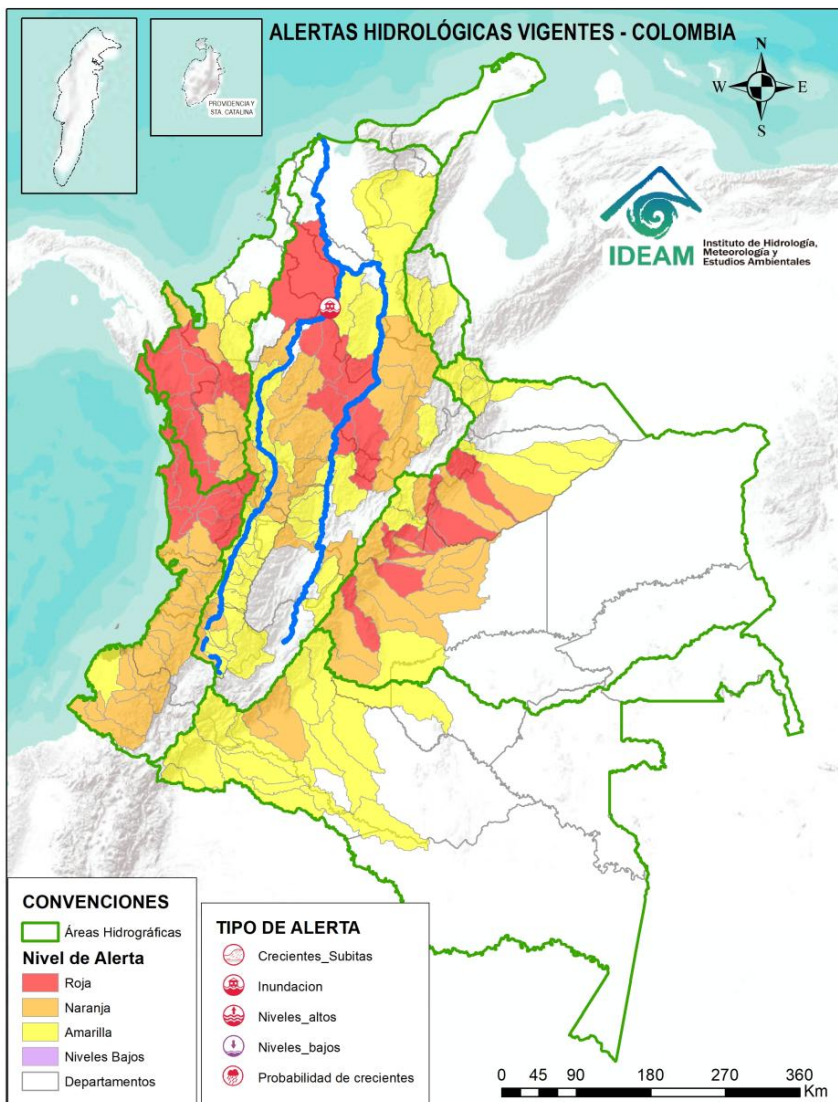 ALERTAS HIDROLÓGICAS VIGENTES - COLOMBIA
PROVIDENCIA Y
STA. CATALINA
N
W
E
S
IDEAM
Instituto de Hidrología,
Meteorología y
Estudios Ambientales
CONVENCIONES
Áreas Hidrográficas
Nivel de Alerta
Roja
Naranja
Amarilla
Niveles Bajos
Departamentos
TIPO DE ALERTA
Crecientes_Subitas
Inundacion
Niveles_altos
Niveles_bajos
Probabilidad de crecientes
0 45 90 180 270 360
Km